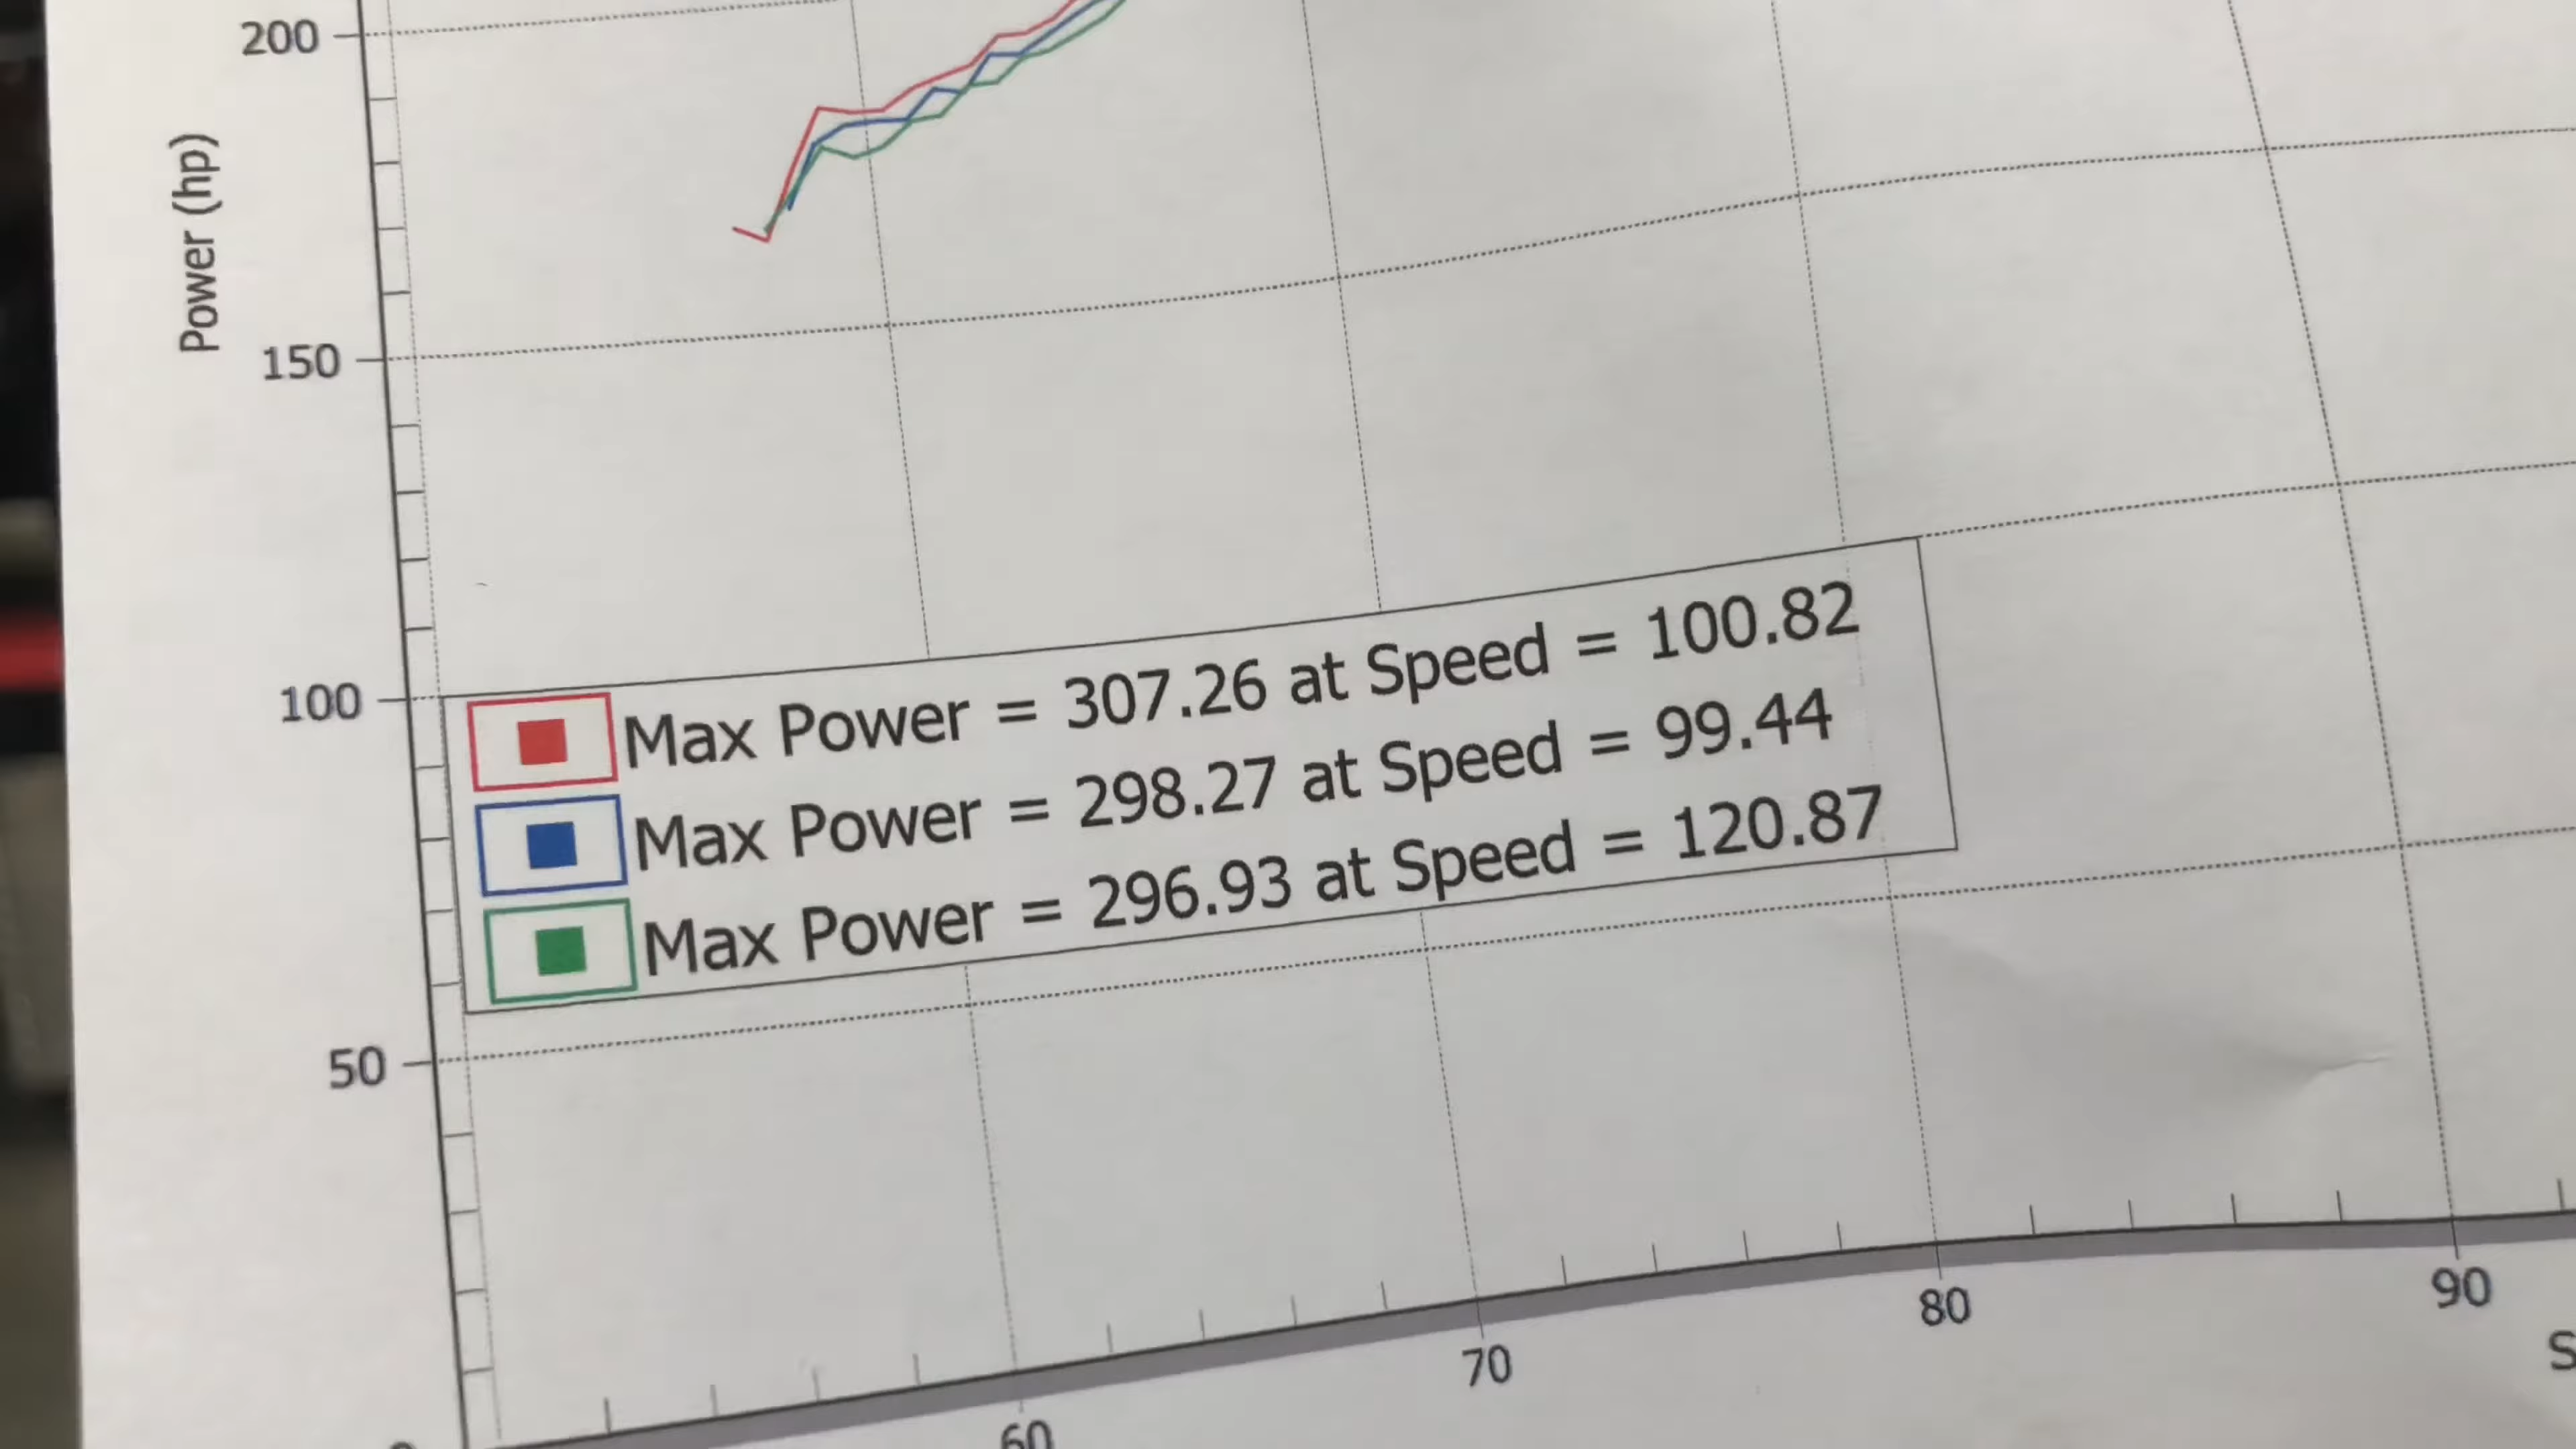 200
Power (hp)
150
100
Max Power = 307.26 at Speed = 100.82
Max Power = 298.27 at Speed = 99.44
Max Power = 296.93 at Speed = 120.87
50
60
70
80
90
S